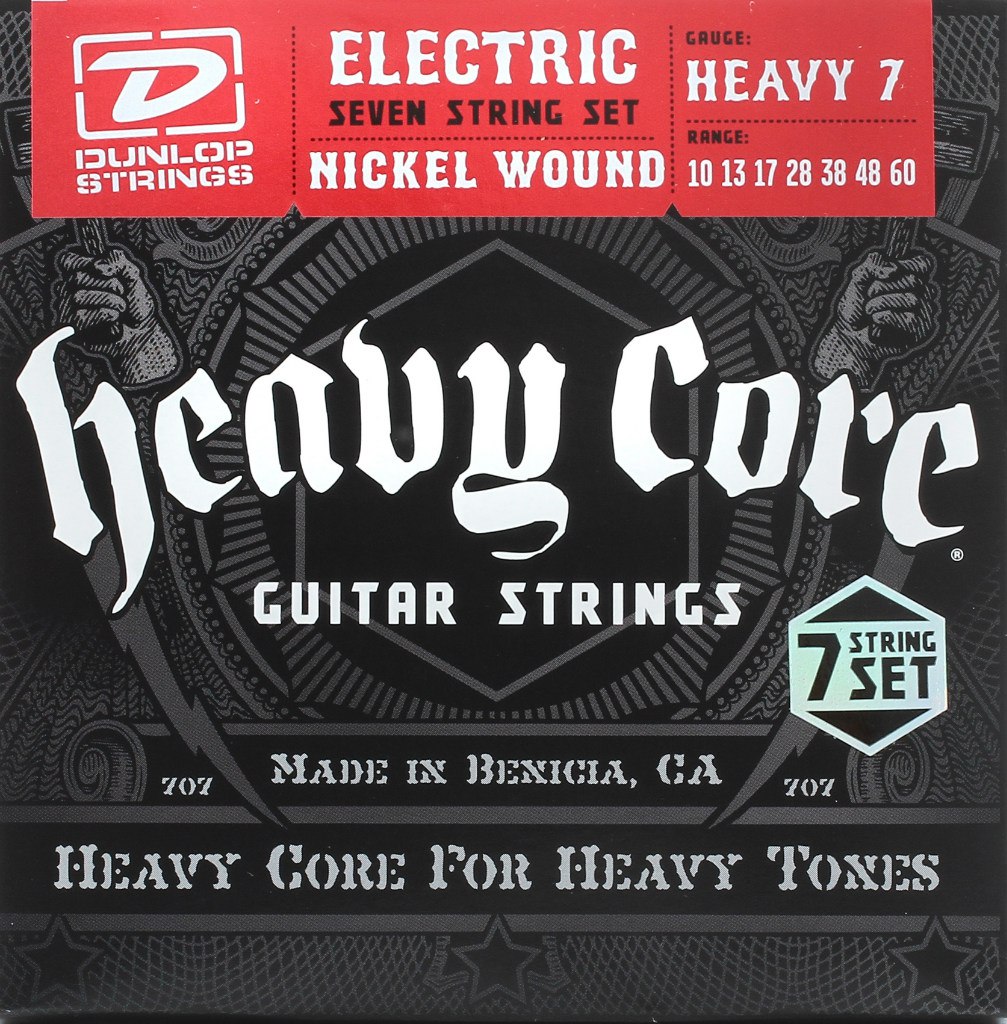 D
DUNLOP
STRINGS
ELECTRIC
SEVEN STRING SET
NICKEL WOUND
GAUGE:
HEAVY 7
RANGE:
10 13 17 28 38 48 60
Heavy Core®
GUITAR STRINGS
7 STRING
SET
MADE IN BENICIA, CA
707
707
HEAVY CORE FOR HEAVY TONES